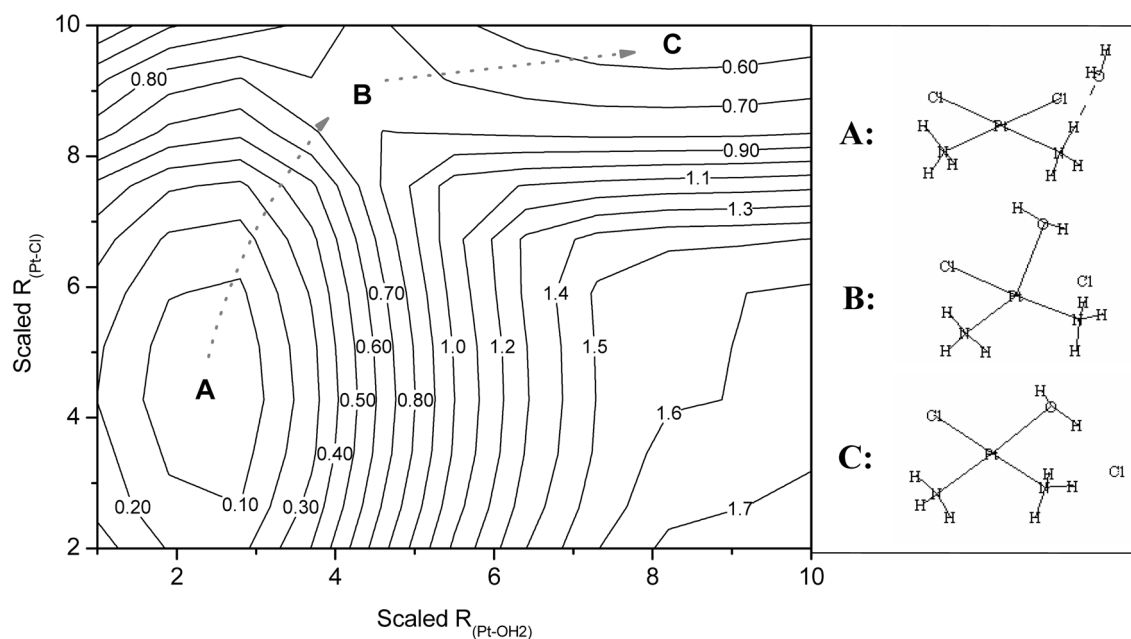 10
8
6
4
2
2
4
6
8
10
Scaled R(Pt-Cl)
Scaled R(Pt-OH2)
0.80
0.60
0.70
0.90
1.1
1.3
1.4
0.70
0.60
1.0
1.2
1.5
0.50
0.80
1.6
0.40
0.20
0.10
0.30
1.7
A
B
C
A:
H
H
O
Cl
Cl
Pt
H
H
N
N
H
H
H
H
B:
H
O
H
Cl
Cl
Pt
H
H
H
N
N
H
H
H
C:
H
O
H
Cl
Pt
Cl
H
H
N
N
H
H
H
H